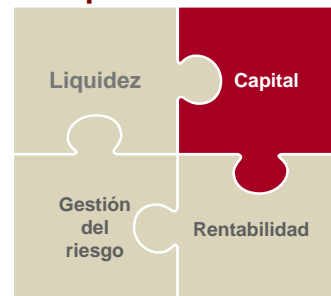 Liquidez
Capital
Gestión
del
riesgo
Rentabilidad